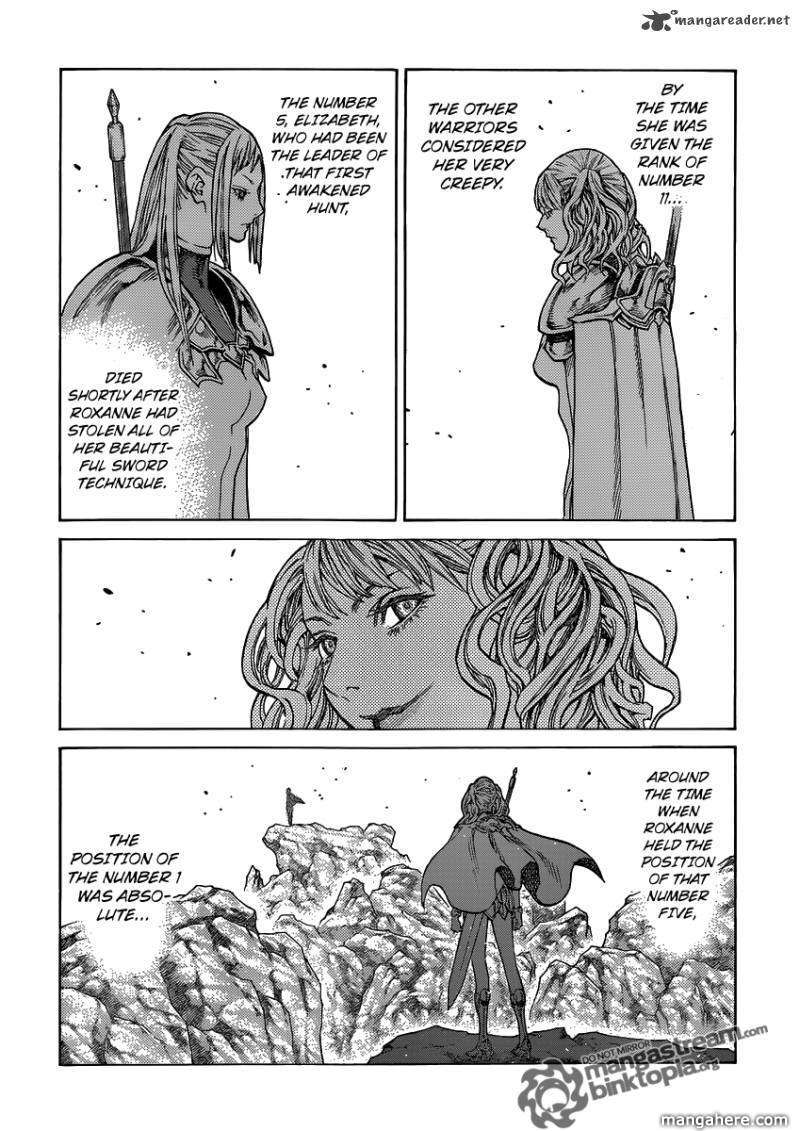 mangareader.net
BY
THE TIME
SHE WAS
GIVEN THE
RANK OF
NUMBER
11...
THE OTHER
WARRIORS
CONSIDERED
HER VERY
CREEPY.
THE NUMBER
5, ELIZABETH,
WHO HAD BEEN
THE LEADER OF
.THAT FIRST
.AWAKENED
HUNT,
DIED
SHORTLY AFTER
ROXANNE HAD
STOLEN ALL OF
HER BEAUTI-
FUL SWORD
TECHNIQUE.
AROUND
THE TIME
WHEN
ROXANNE
HELD THE
POSITION
OF THAT
NUMBER
FIVE,
THE
POSITION OF
THE NUMBER 1
WAS ABSO-
LUTE...
DO NOT MIRROR
mangastream.com
binktopia.org
mangahere.com